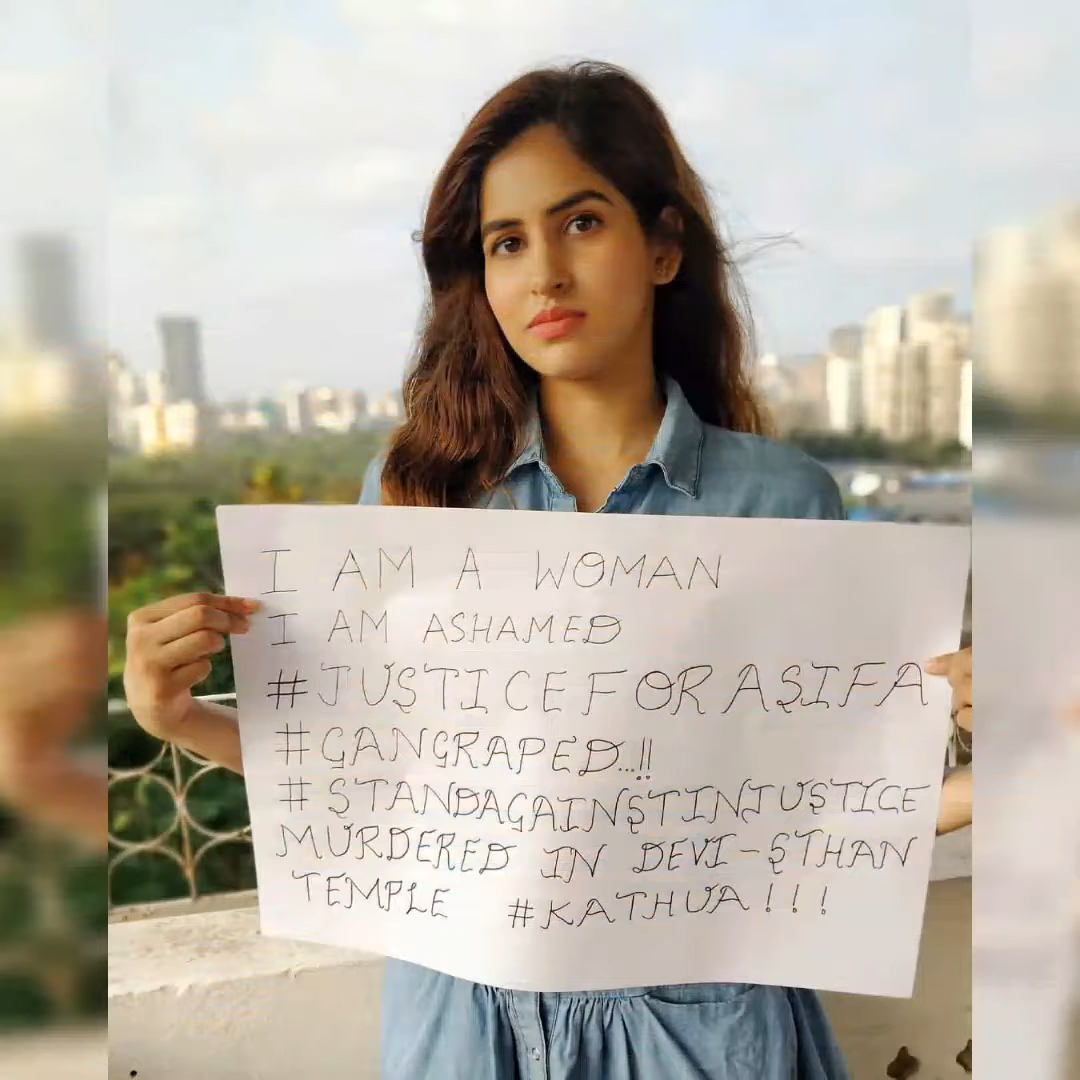 I AM A WOMAN
I AM ASHAMED
#JUSTICEFORASIFA
#GANGRAPED...!!
#STANDAGAINSTINJUSTICE
MURDERED IN DEVI-STHAN
TEMPLE #KATHUA!!!